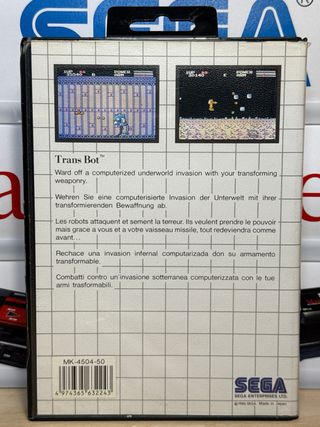 SEGA
Trans Bot™
Ward off a computerized underworld invasion with your transforming
weaponry.
Wehren Sie eine computerisierte Invasion der Unterwelt mit ihrer
transformierenden Bewaffnung ab.
Les robots attaquent et sement la terreur. Ils veulent prendre le pouvoir
mais grace a vous et a votre vaisseau missile, tout redeviendra comme
avant...
Rechace una invasion infernal computarizada don su armamento
transformable.
Combatti contro un'invasione sotterranea computerizzata con le tue
armi trasformabili.
MK-4504-50
4 974365 632243
SEGA
SEGA ENTERPRISES LTD.
Made in Japan